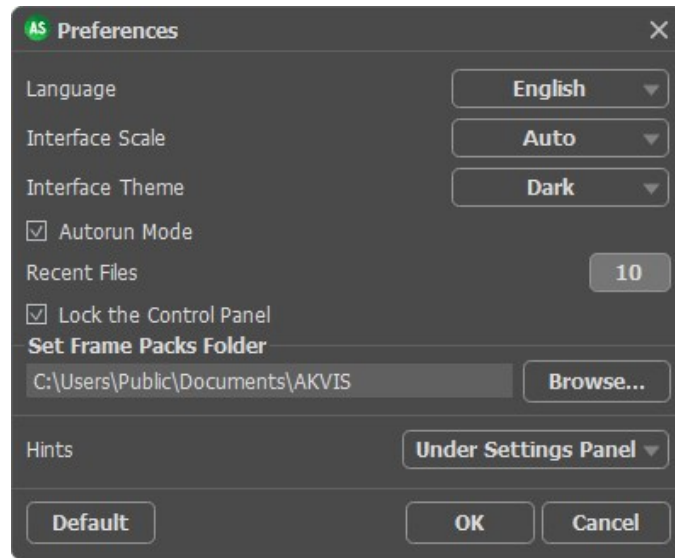 AS Preferences
Language English
Interface Scale Auto
Interface Theme Dark
Autorun Mode
Recent Files 10
Lock the Control Panel
Set Frame Packs Folder
C:\Users\Public\Documents\AKVIS Browse...
Hints Under Settings Panel
Default OK Cancel